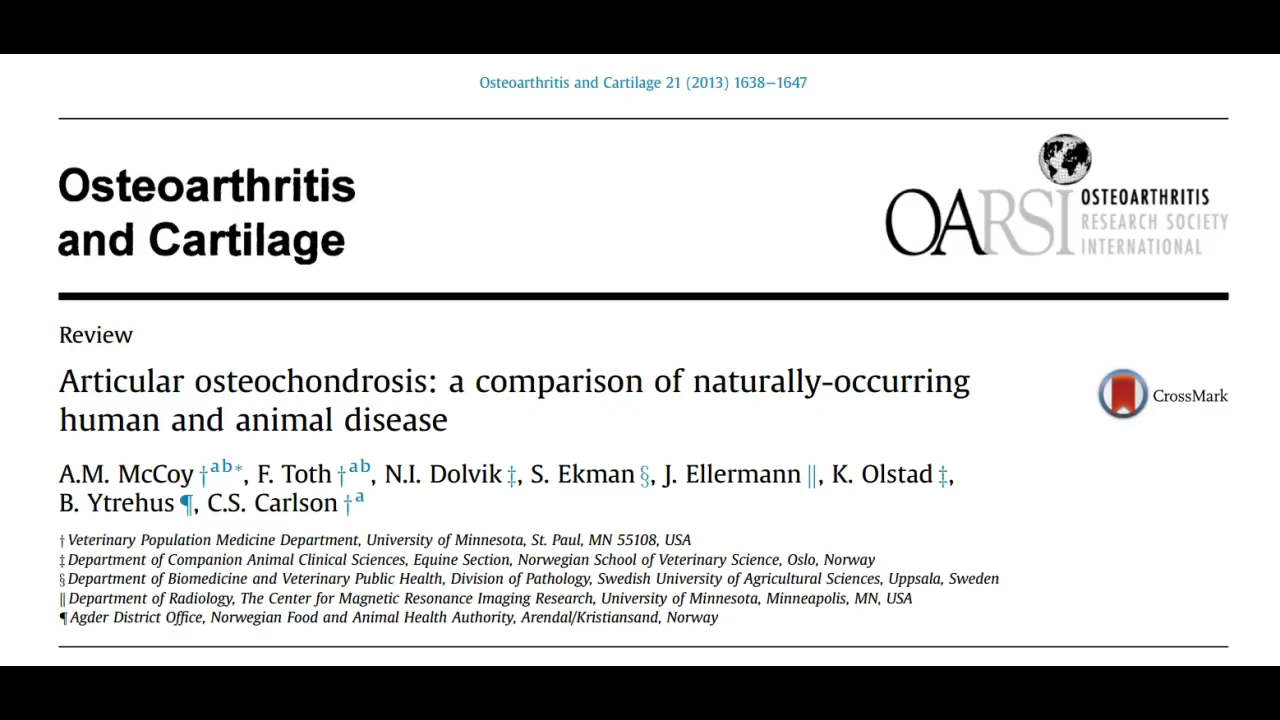 Osteoarthritis and Cartilage 21 (2013) 1638–1647
Osteoarthritis
and Cartilage
OARSI
OSTEOARTHRITIS
RESEARCH SOCIETY
INTERNATIONAL
Review
Articular osteochondrosis: a comparison of naturally-occurring
human and animal disease
CrossMark
A.M. McCoy † a b *, F. Toth † a b, N.I. Dolvik ‡, S. Ekman §, J. Ellermann ||, K. Olstad ‡,
B. Ytrehus ¶, C.S. Carlson † a
† Veterinary Population Medicine Department, University of Minnesota, St. Paul, MN 55108, USA
‡ Department of Companion Animal Clinical Sciences, Equine Section, Norwegian School of Veterinary Science, Oslo, Norway
§ Department of Biomedicine and Veterinary Public Health, Division of Pathology, Swedish University of Agricultural Sciences, Uppsala, Sweden
|| Department of Radiology, The Center for Magnetic Resonance Imaging Research, University of Minnesota, Minneapolis, MN, USA
¶ Agder District Office, Norwegian Food and Animal Health Authority, Arendal/Kristiansand, Norway